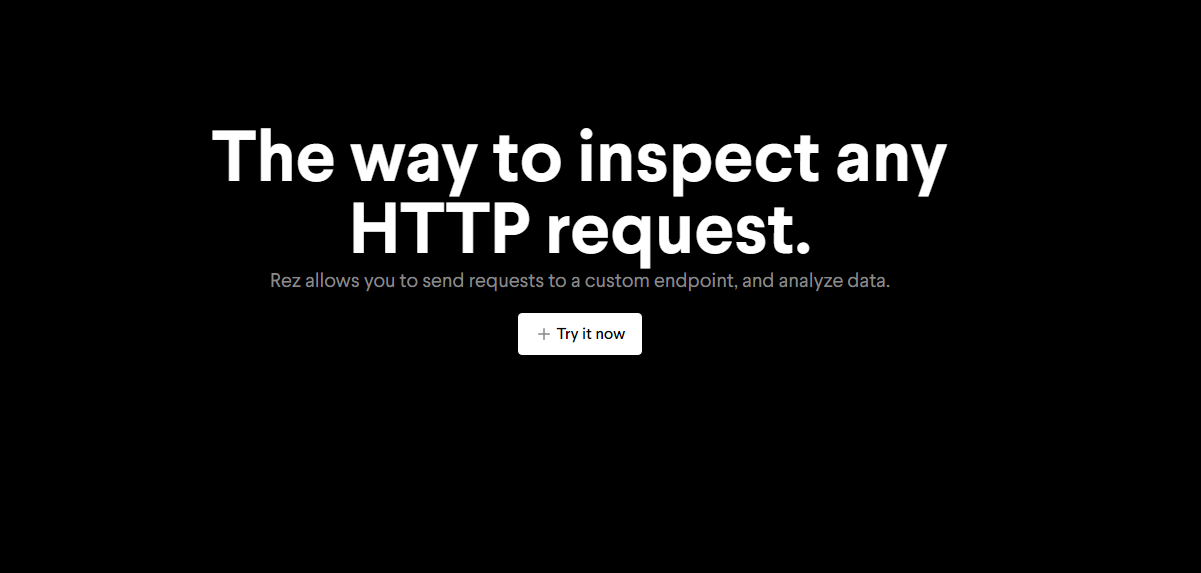 The way to inspect any
HTTP request.
Rez allows you to send requests to a custom endpoint, and analyze data.
Try it now